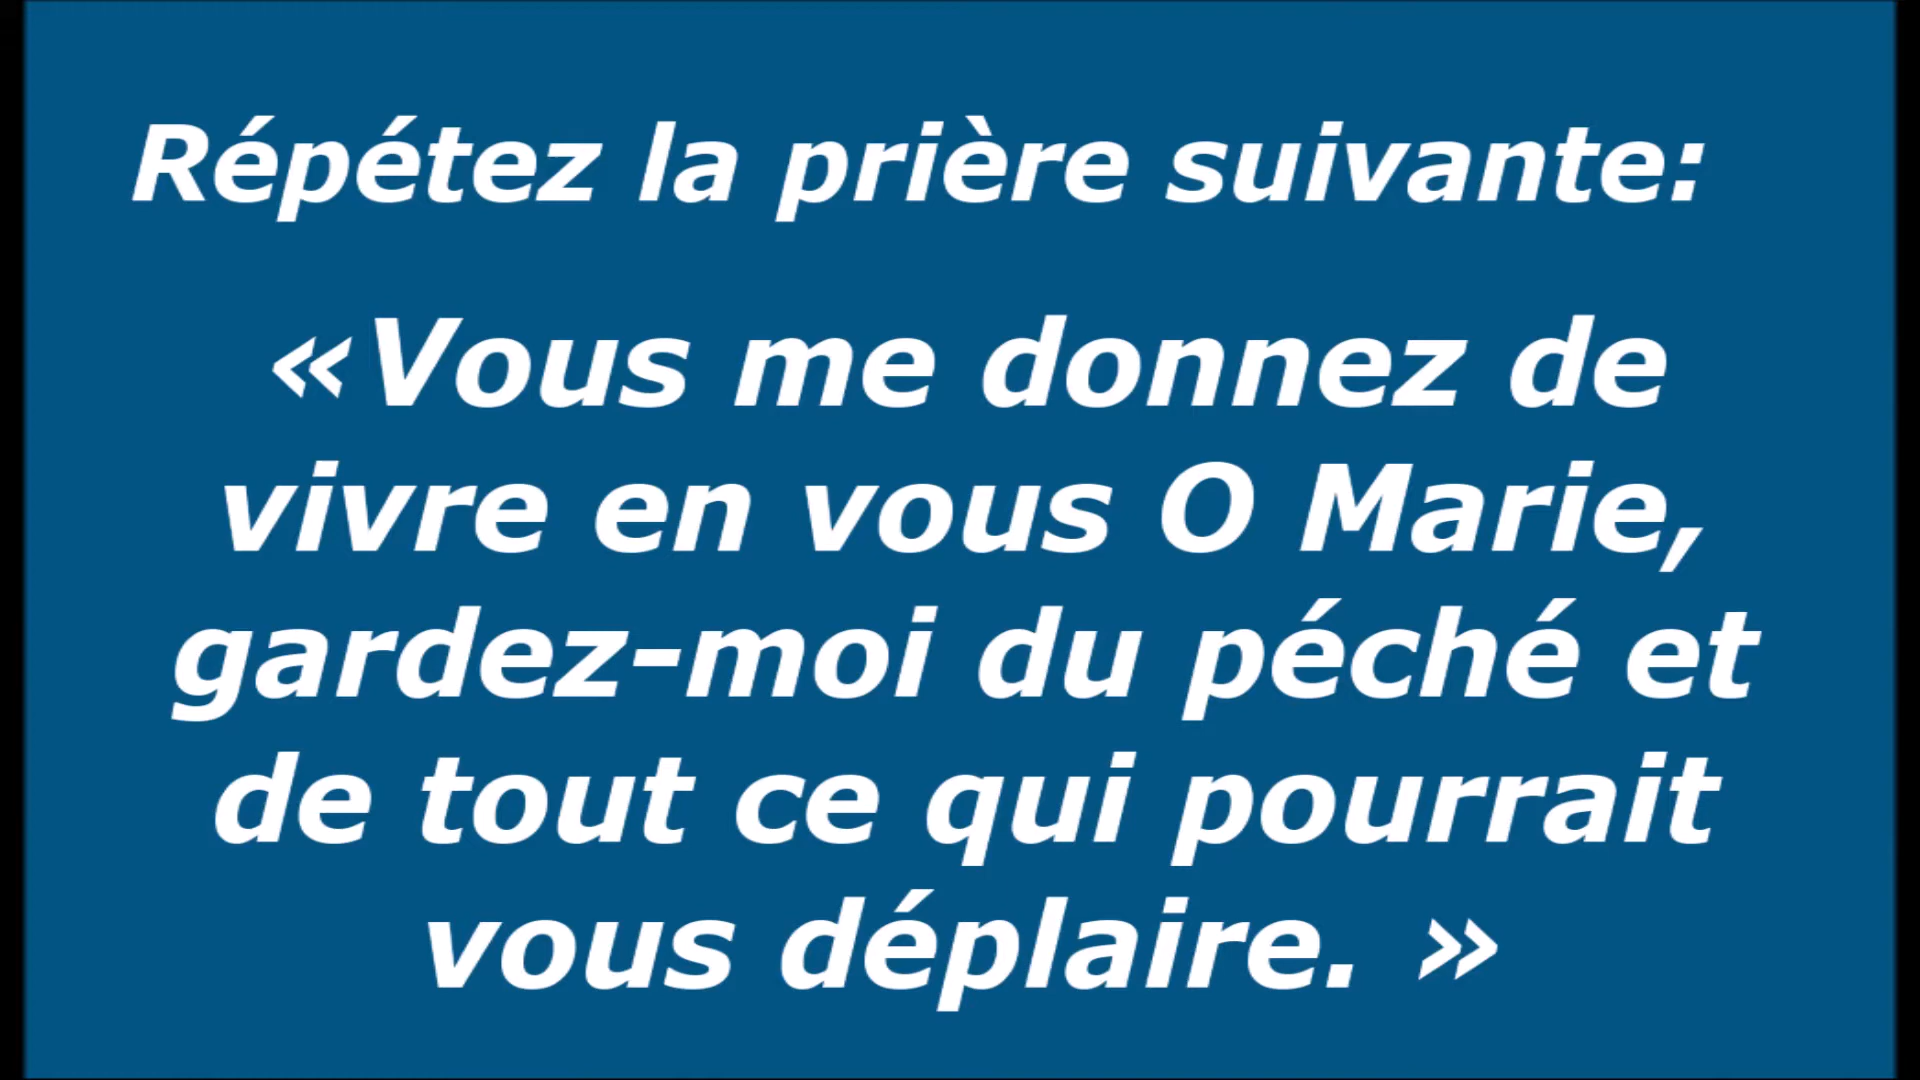 Répétez la prière suivante:
«Vous me donnez de
vivre en vous O Marie,
gardez-moi du péché et
de tout ce qui pourrait
vous déplaire. »